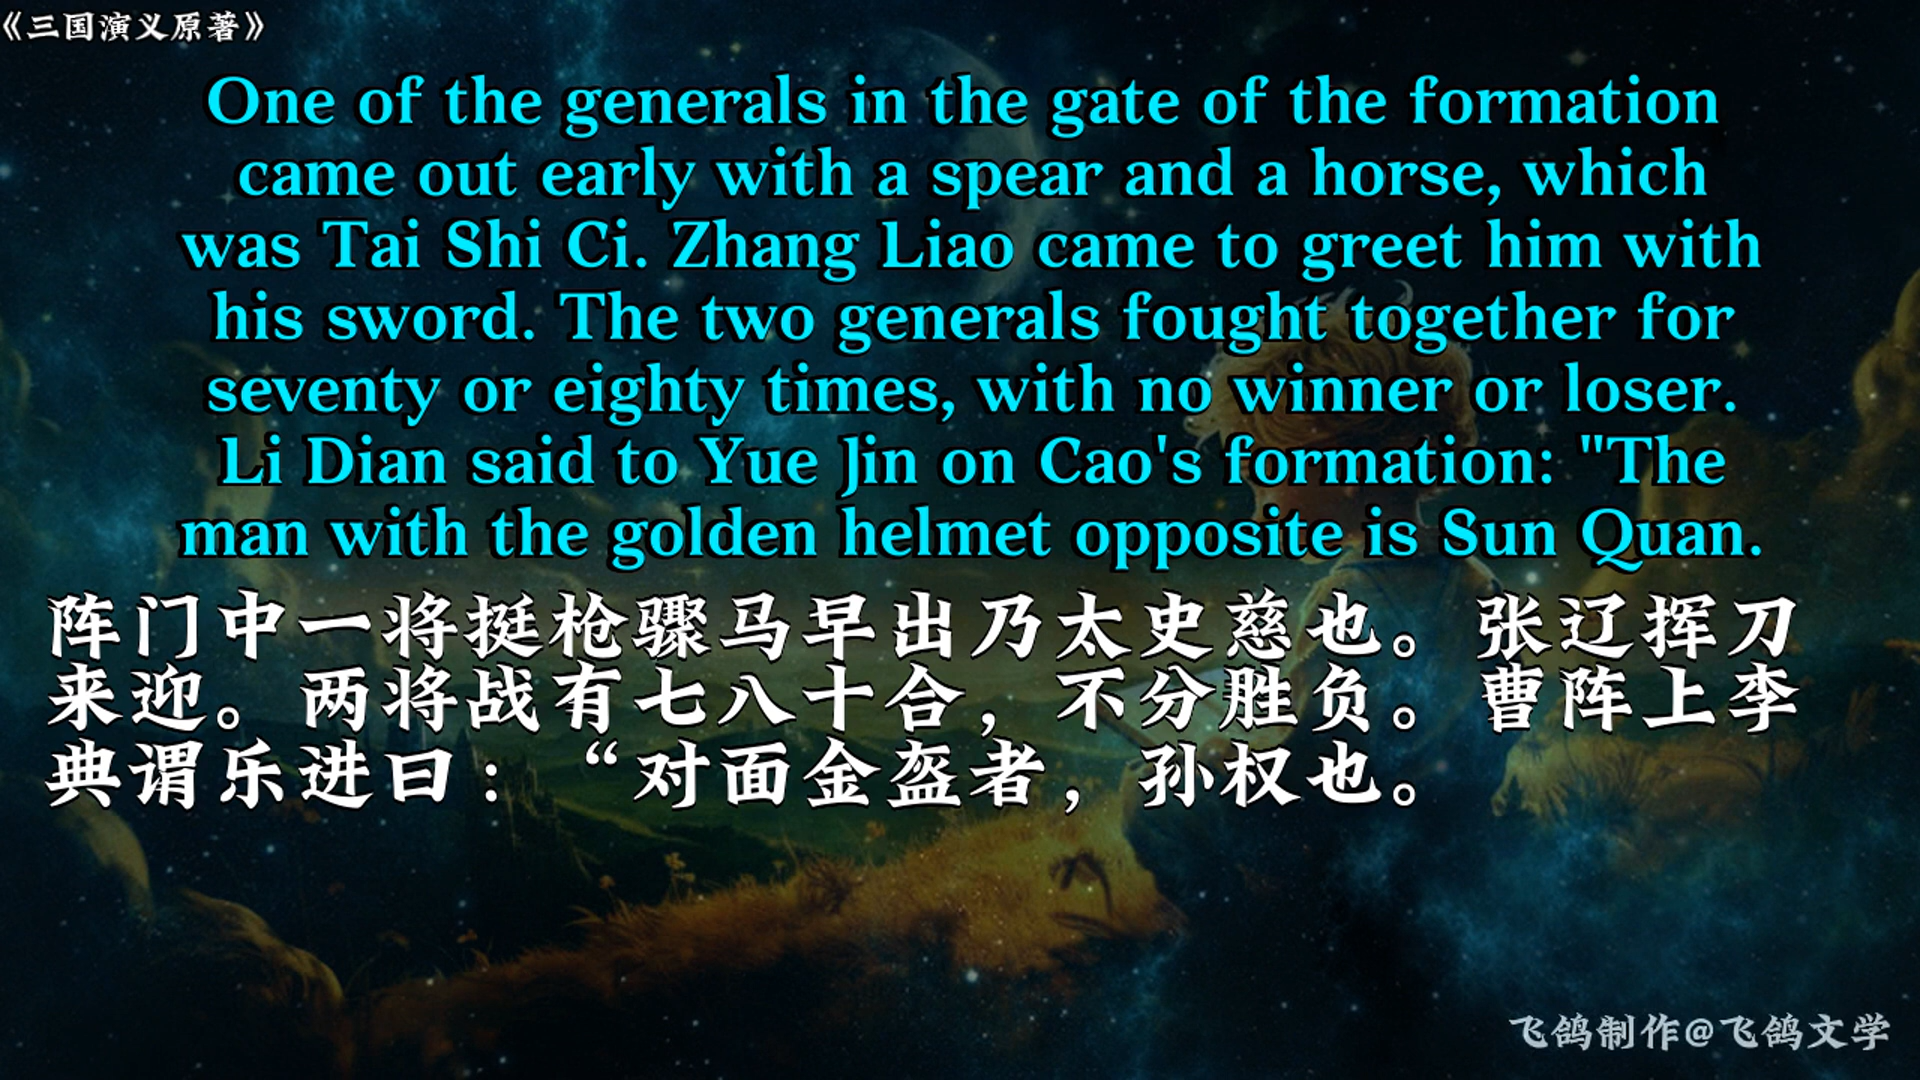 《三国演义原著》
One of the generals in the gate of the formation
came out early with a spear and a horse, which
was Tai Shi Ci. Zhang Liao came to greet him with
his sword. The two generals fought together for
seventy or eighty times, with no winner or loser.
Li Dian said to Yue Jin on Cao's formation: "The
man with the golden helmet opposite is Sun Quan.
阵门中一将挺枪骤马早出乃太史慈也。张辽挥刀
来迎。两将战有七八十合，不分胜负。曹阵上李
典谓乐进曰：“对面金盔者，孙权也。
飞鸽制作@飞鸽文学